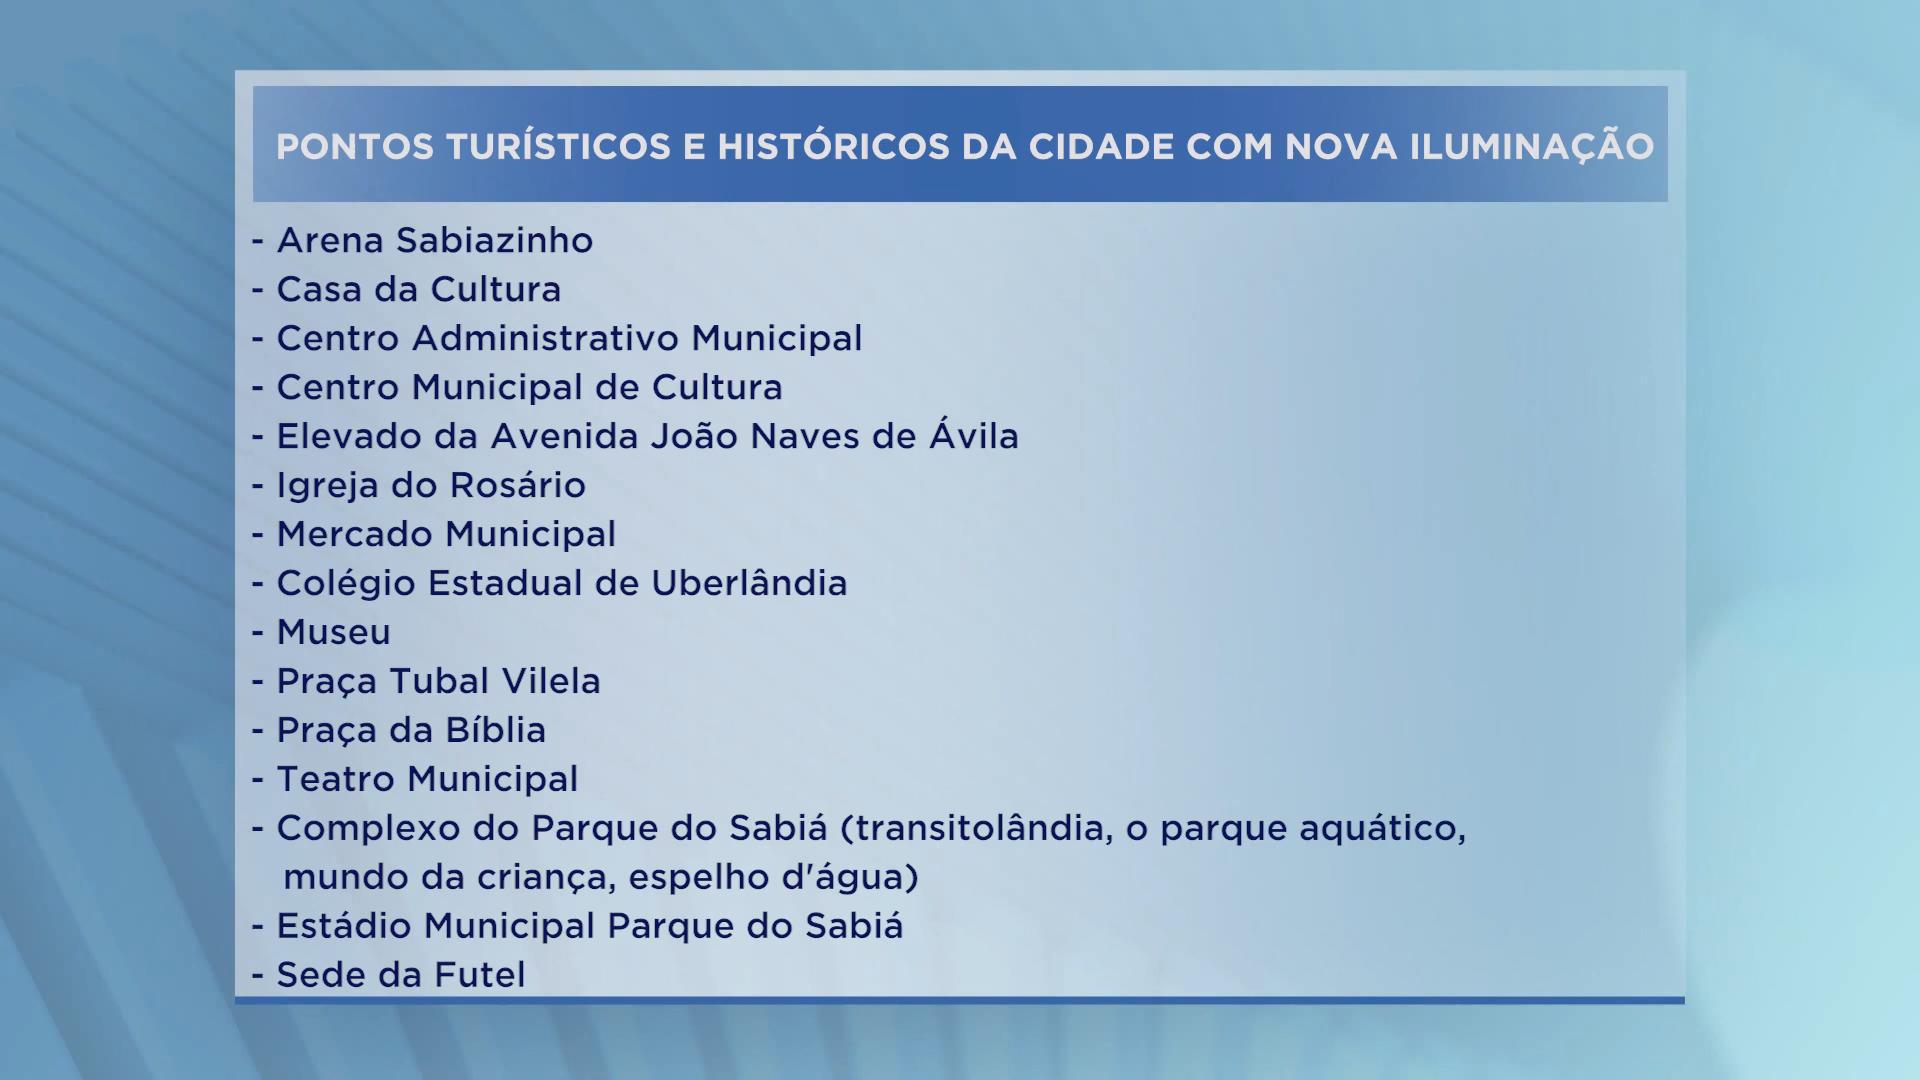 PONTOS TURÍSTICOS E HISTÓRICOS DA CIDADE COM NOVA ILUMINAÇÃO
- Arena Sabiazinho
- Casa da Cultura
- Centro Administrativo Municipal
- Centro Municipal de Cultura
- Elevado da Avenida João Naves de Ávila
- Igreja do Rosário
- Mercado Municipal
- Colégio Estadual de Uberlândia
- Museu
- Praça Tubal Vilela
- Praça da Bíblia
- Teatro Municipal
- Complexo do Parque do Sabiá (transitolândia, o parque aquático,
mundo da criança, espelho d'água)
- Estádio Municipal Parque do Sabiá
- Sede da Futel